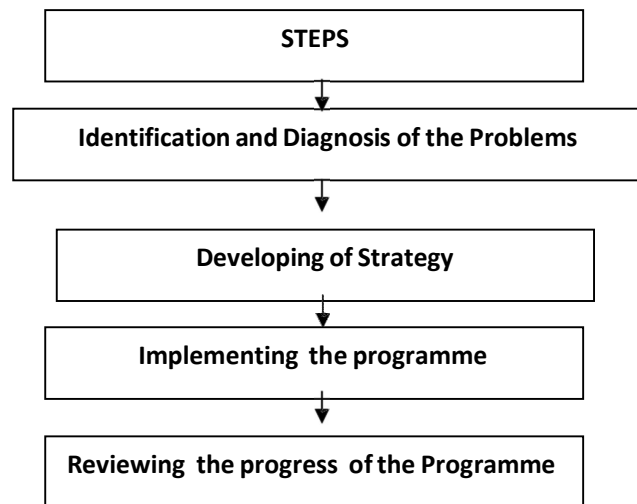 STEPS
Identification and Diagnosis of the Problems
Developing of Strategy
Implementing the programme
Reviewing the progress of the Programme